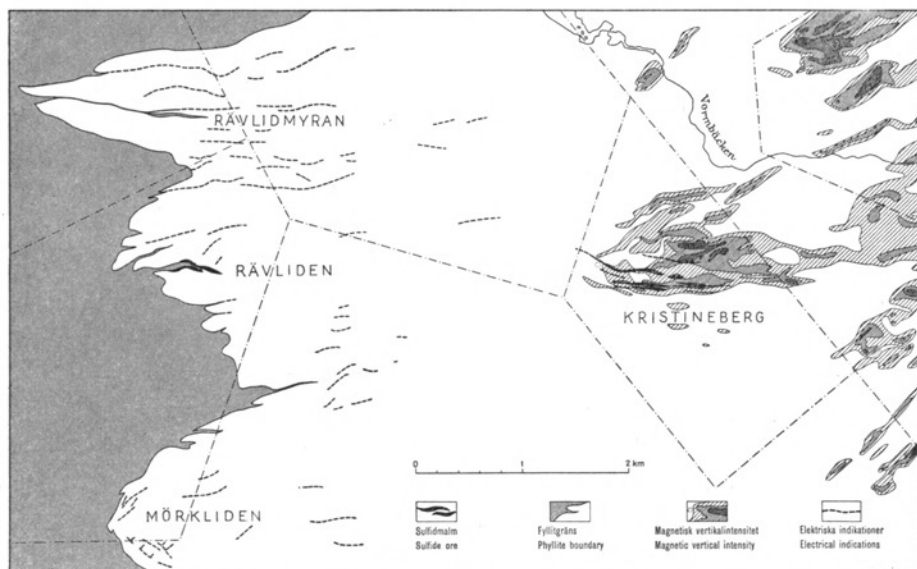 RÄVLIDMYRAN
Vormbäcken
RÄVLIDEN
KRISTINEBERG
MÖRKLIDEN
0 1 2 km
Sulfidmalm
Sulfide ore
Fyllitgräns
Phyllite boundary
Magnetisk vertikalintensitet
Magnetic vertical intensity
Elektriska indikationer
Electrical indications